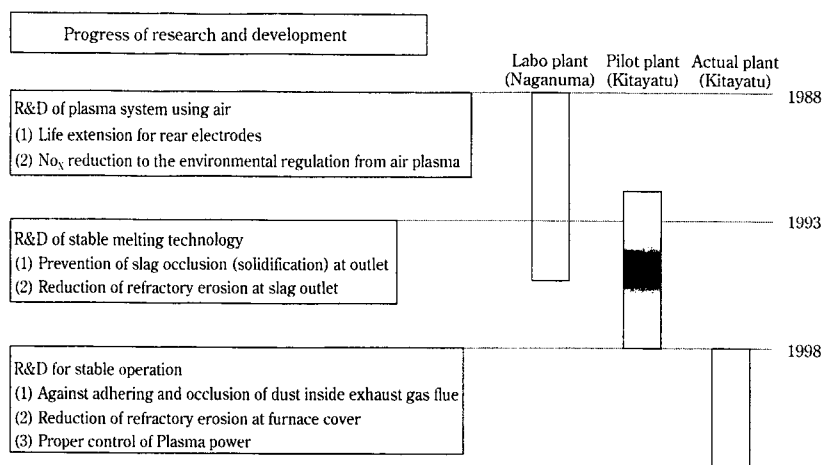 Progress of research and development
Labo plant Pilot plant Actual plant
(Naganuma) (Kitayatu) (Kitayatu)
1988
R&D of plasma system using air
(1) Life extension for rear electrodes
(2) Nox reduction to the environmental regulation from air plasma
1993
R&D of stable melting technology
(1) Prevention of slag occlusion (solidification) at outlet
(2) Reduction of refractory erosion at slag outlet
1998
R&D for stable operation
(1) Against adhering and occlusion of dust inside exhaust gas flue
(2) Reduction of refractory erosion at furnace cover
(3) Proper control of Plasma power